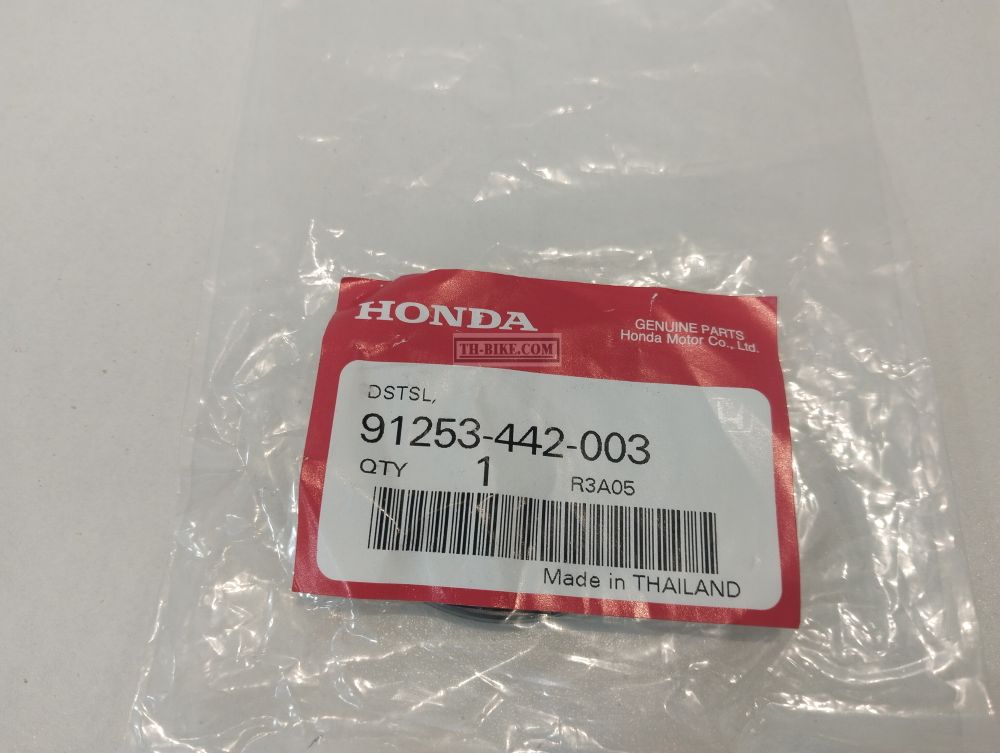 HONDA
GENUINE PARTS
Honda Motor Co., Ltd.
TH-BIKE.COM
DSTSL,
91253-442-003
QTY 1 R3A05
Made in THAILAND